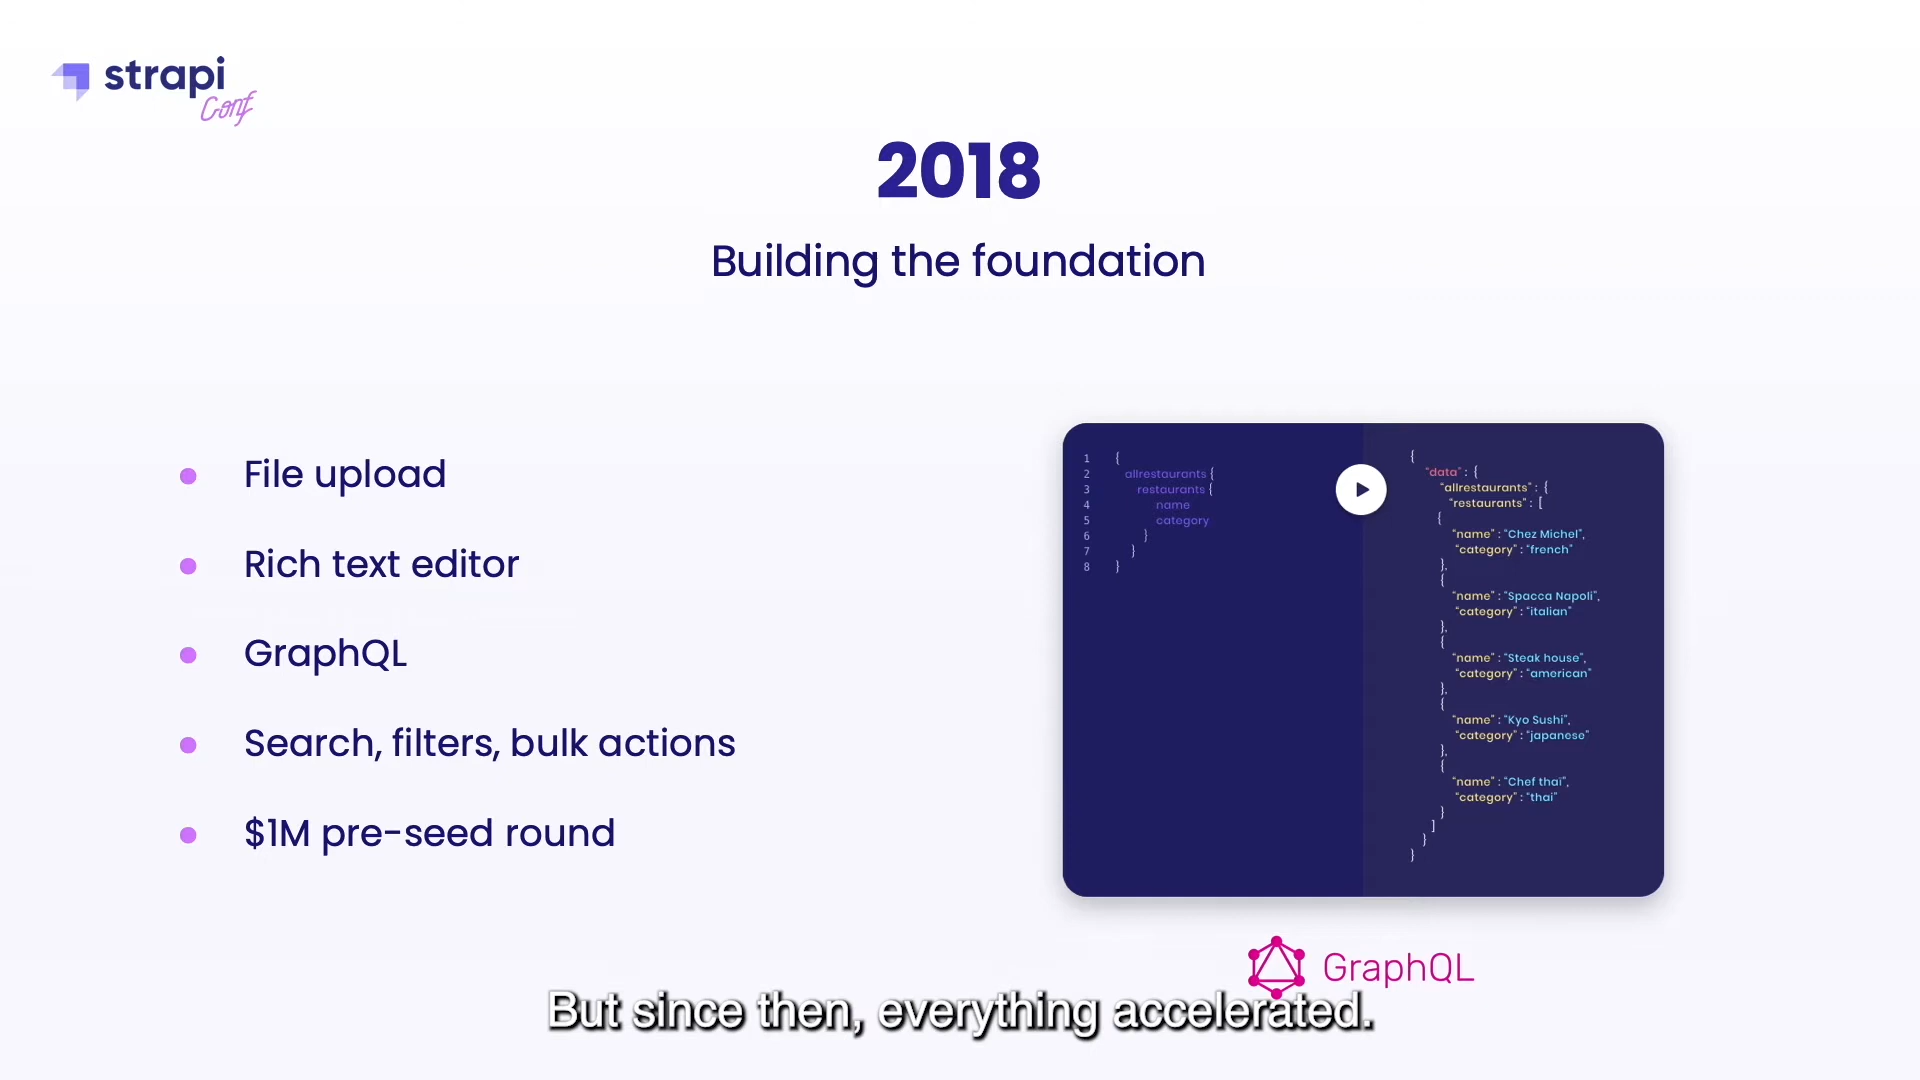 strapi
Conf
2018
Building the foundation
File upload
Rich text editor
GraphQL
Search, filters, bulk actions
$1M pre-seed round
1 {
2 allrestaurants {
3 restaurants {
4 name
5 category
6 }
7 }
8 }
{
"data" : {
"allrestaurants" : {
"restaurants" : [
{
"name" : "Chez Michel",
"category" : "french"
},
{
"name" : "Spacca Napoli",
"category" : "italian"
},
{
"name" : "Steak house",
"category" : "american"
},
{
"name" : "Kyo Sushi",
"category" : "japanese"
},
{
"name" : "Chef thaï",
"category" : "thai"
}
]
}
}
GraphQL
But since then, everything accelerated.